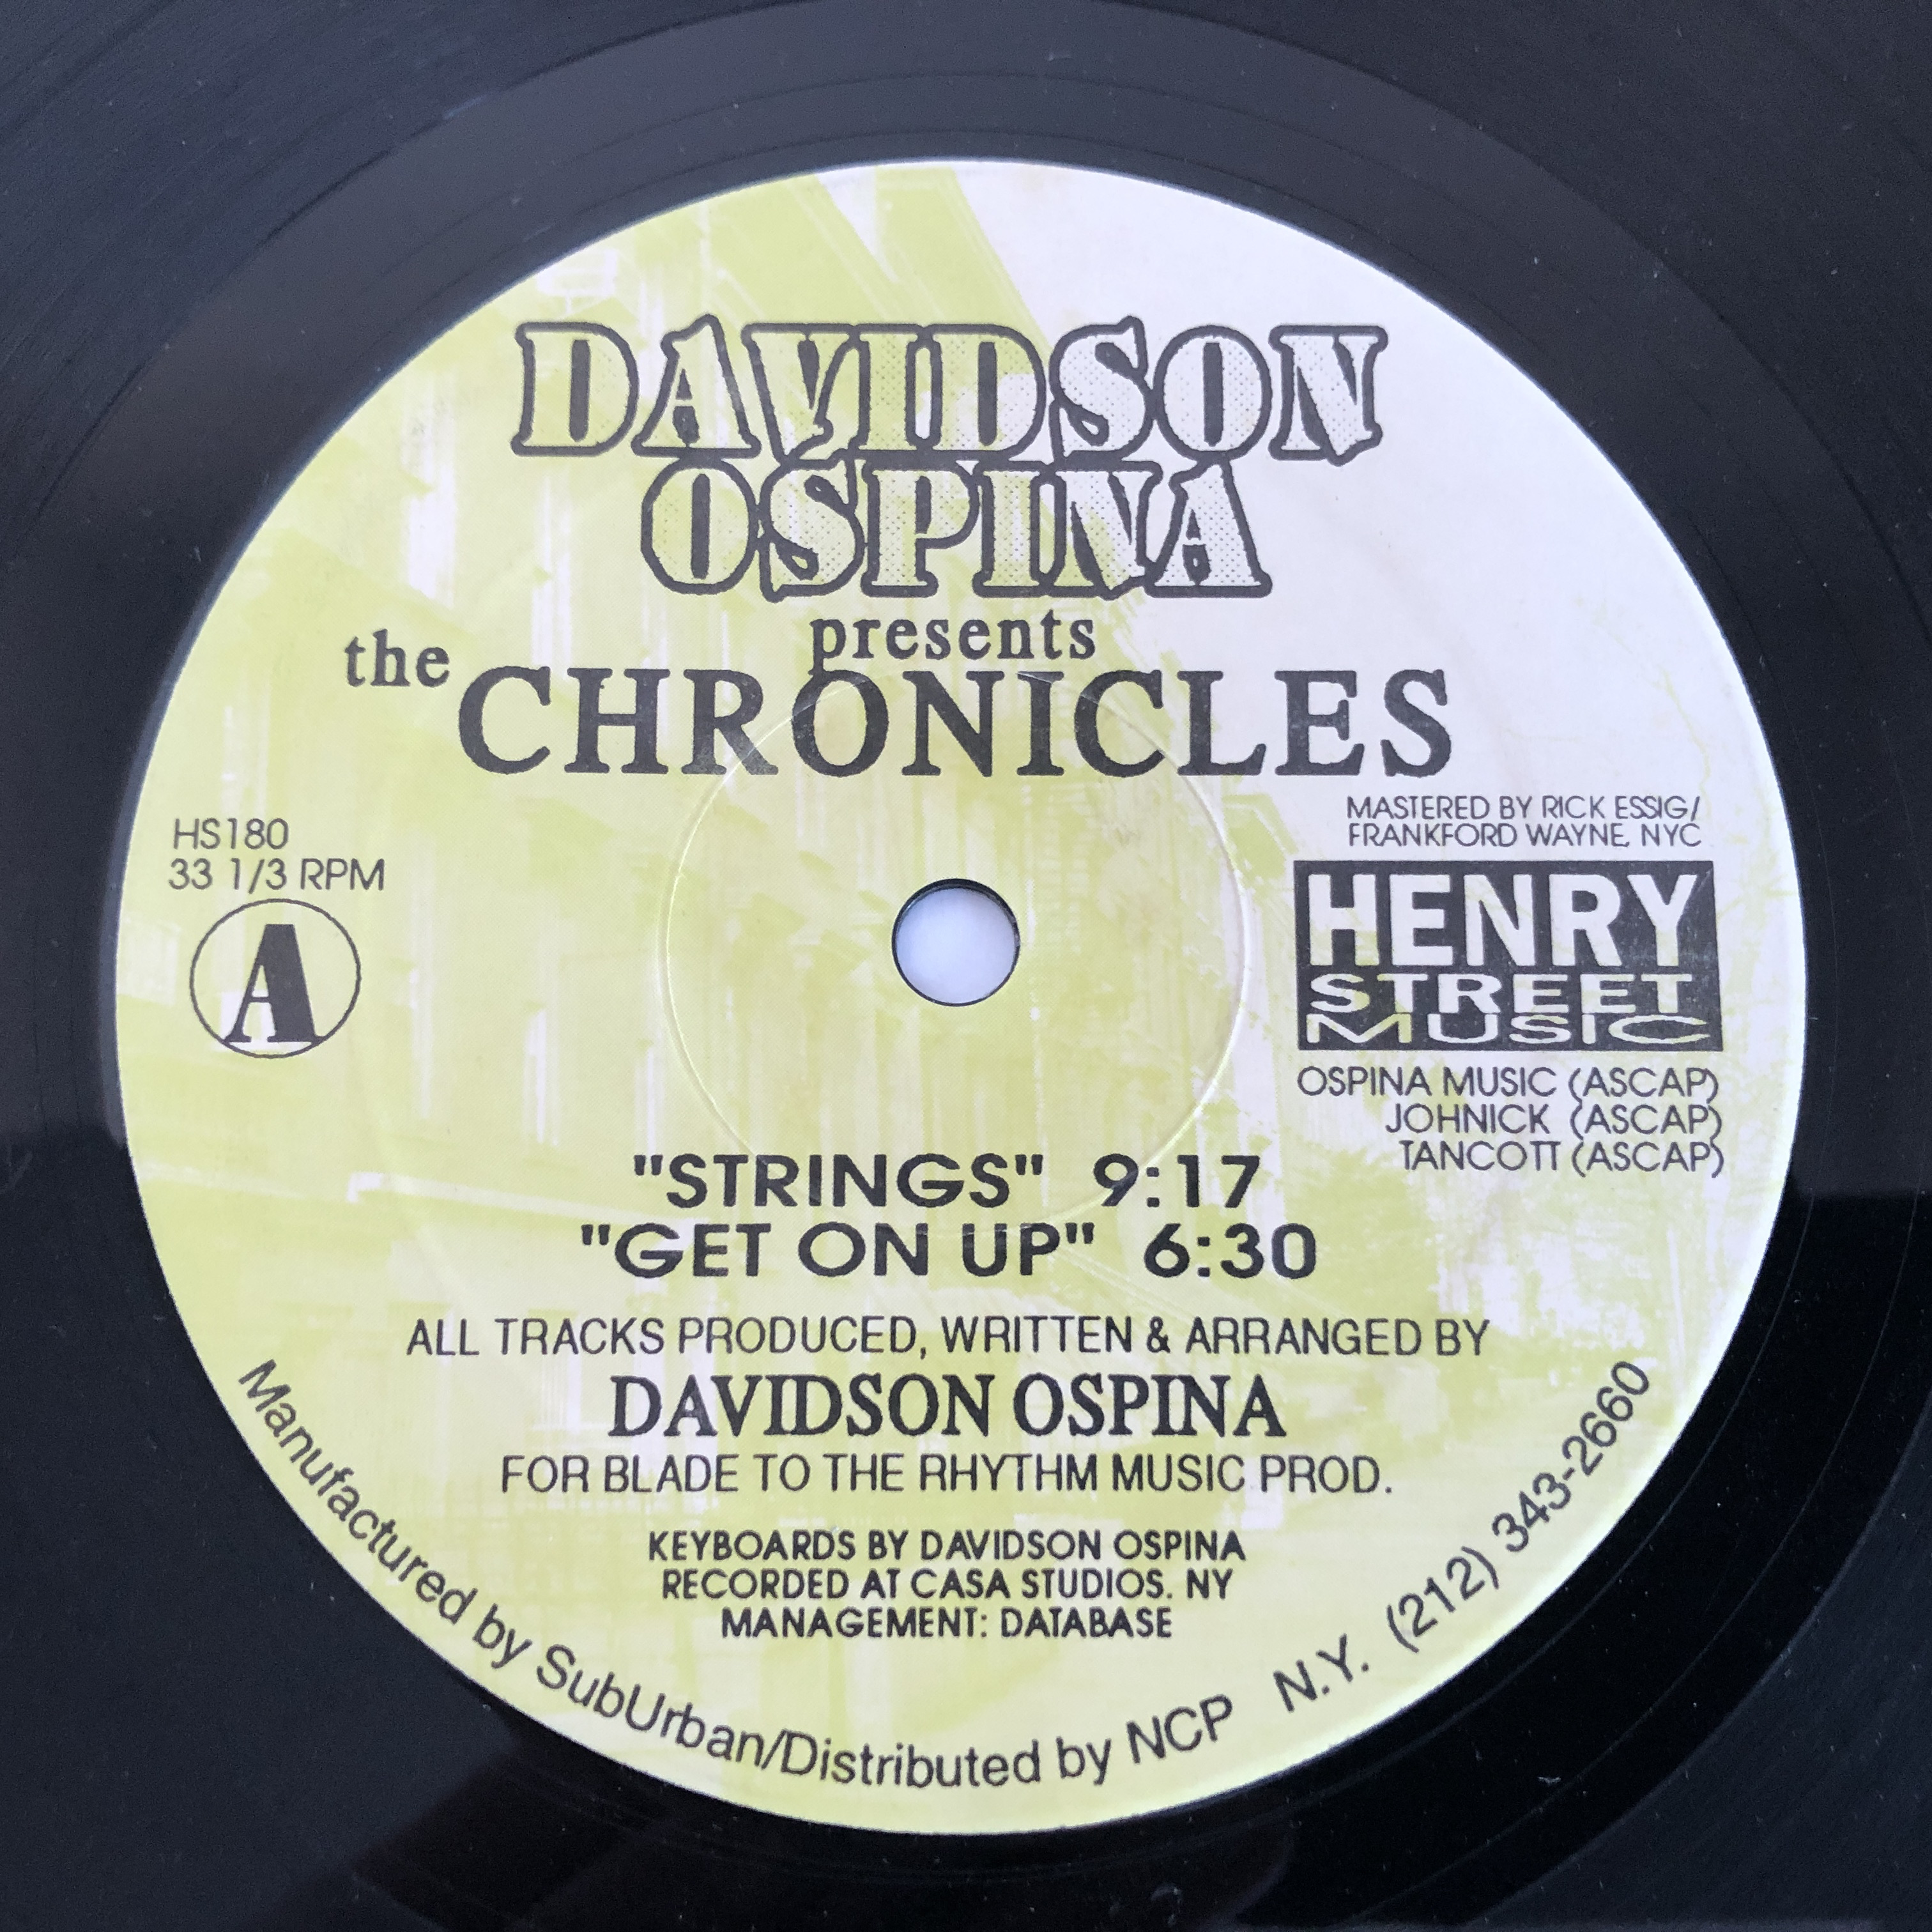 DAVIDSON
OSPINA
presents
the CHRONICLES
HS180
33 1/3 RPM
A
MASTERED BY RICK ESSIG/
FRANKFORD WAYNE, NYC
HENRY
STREET
MUSIC
OSPINA MUSIC (ASCAP)
JOHNICK (ASCAP)
TANCOTT (ASCAP)
"STRINGS" 9:17
"GET ON UP" 6:30
ALL TRACKS PRODUCED, WRITTEN & ARRANGED BY
DAVIDSON OSPINA
FOR BLADE TO THE RHYTHM MUSIC PROD.
KEYBOARDS BY DAVIDSON OSPINA
RECORDED AT CASA STUDIOS. NY
MANAGEMENT: DATABASE
Manufactured by SubUrban/Distributed by NCP N.Y. (212) 343-2660